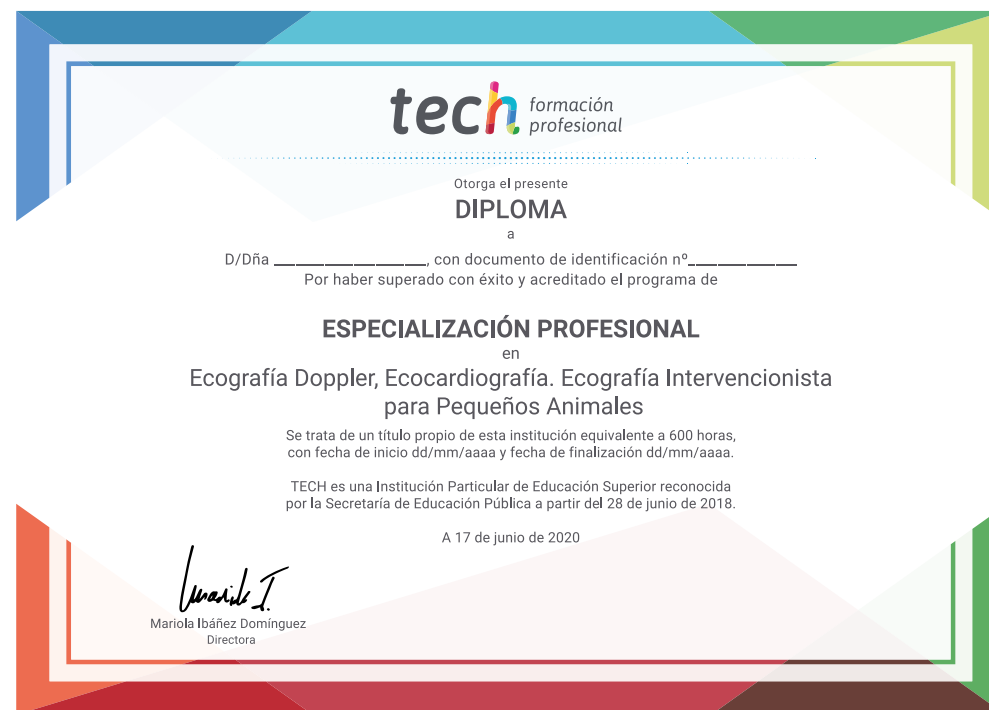 tech formación
profesional
Otorga el presente
DIPLOMA
a
D/Dña ______________, con documento de identificación nº__________
Por haber superado con éxito y acreditado el programa de
ESPECIALIZACIÓN PROFESIONAL
en
Ecografía Doppler, Ecocardiografía. Ecografía Intervencionista
para Pequeños Animales
Se trata de un título propio de esta institución equivalente a 600 horas,
con fecha de inicio dd/mm/aaaa y fecha de finalización dd/mm/aaaa.
TECH es una Institución Particular de Educación Superior reconocida
por la Secretaría de Educación Pública a partir del 28 de junio de 2018.
A 17 de junio de 2020
Mariola Ibáñez Domínguez
Directora